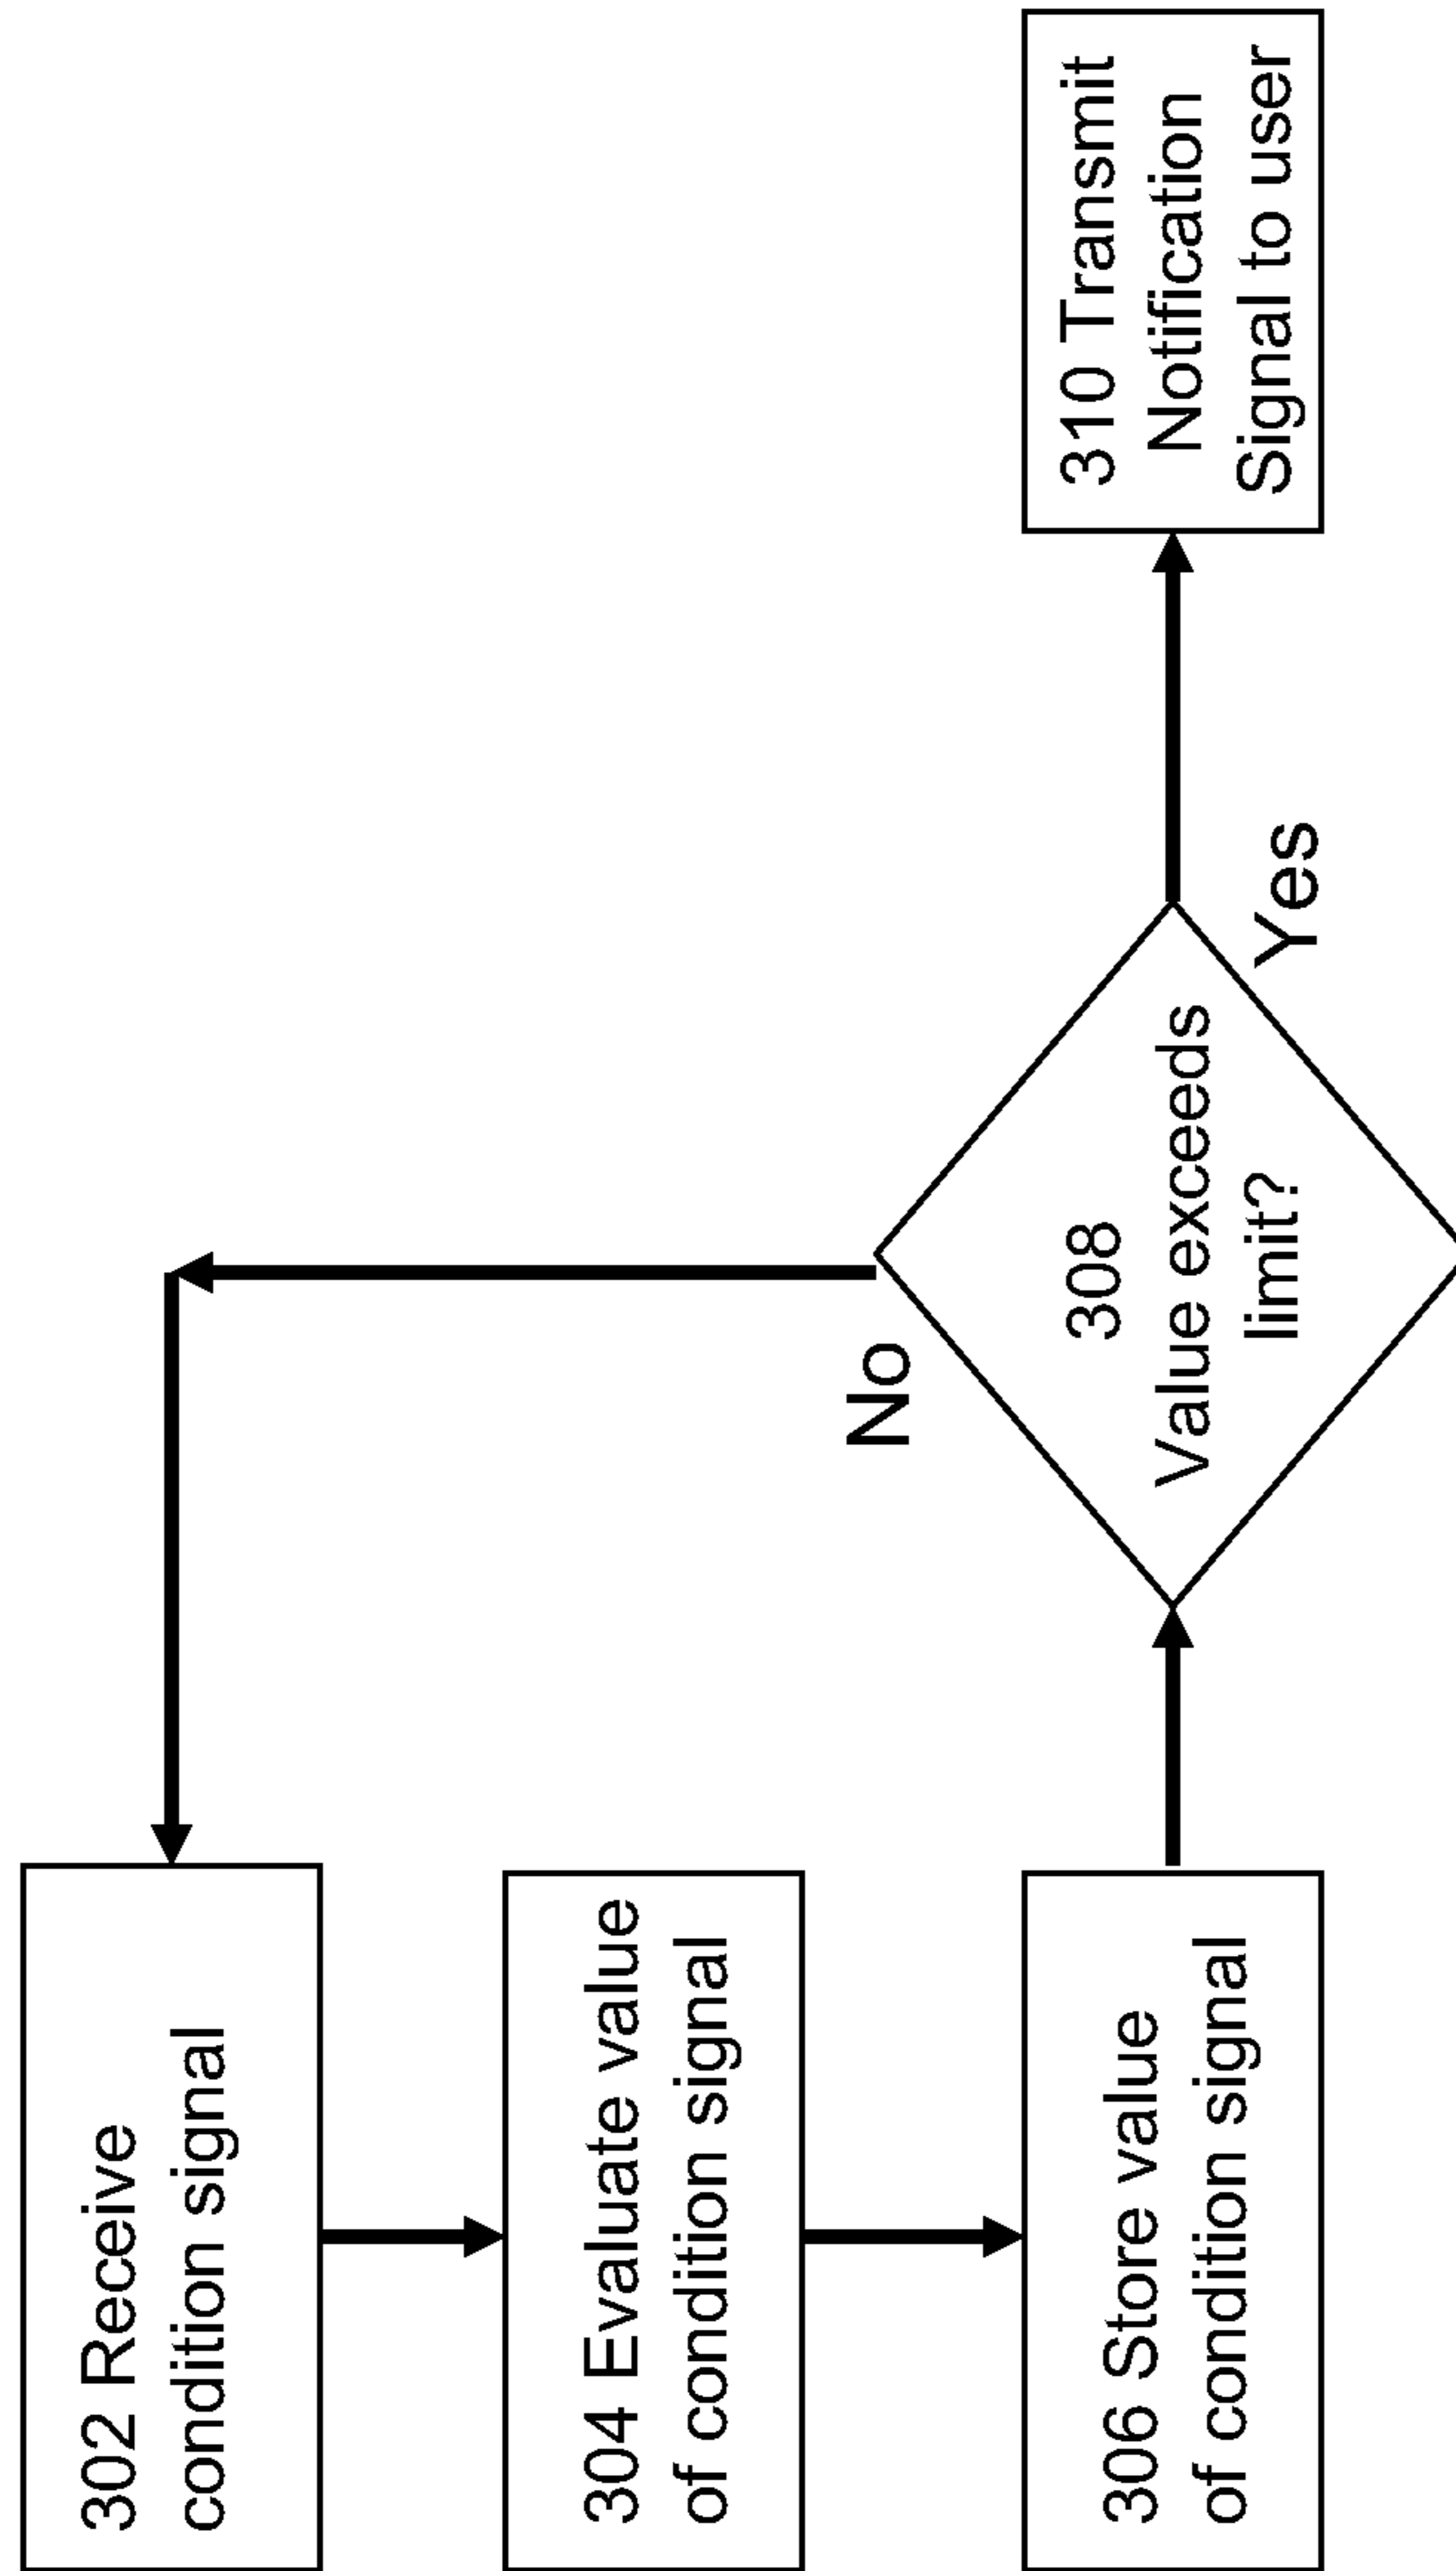 302 Receive
condition signal
304 Evaluate value
of condition signal
306 Store value
of condition signal
308
Value exceeds
limit?
No
Yes
310 Transmit
Notification
Signal to user